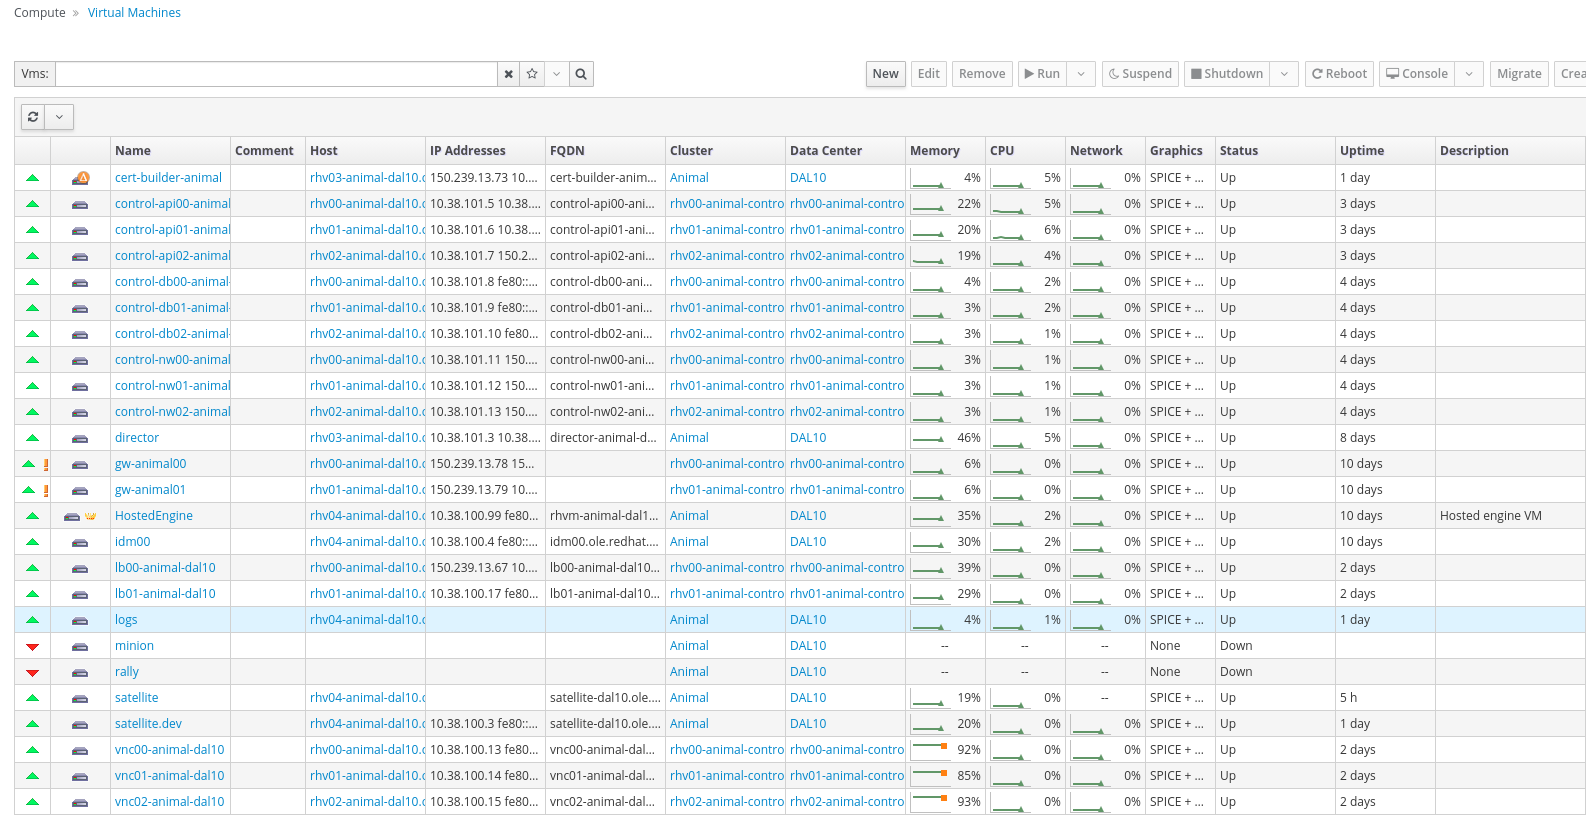 Compute » Virtual Machines
Vms: New Edit Remove Run Suspend Shutdown Reboot Console Migrate Crea
Name Comment Host IP Addresses FQDN Cluster Data Center Memory CPU Network Graphics Status Uptime Description
cert-builder-animal rhv03-animal-dal10.c 150.239.13.73 10.... cert-builder-anim... Animal DAL10 4% 5% 0% SPICE + ... Up 1 day
control-api00-animal rhv00-animal-dal10.c 10.38.101.5 10.38.... control-api00-ani... rhv00-animal-contro rhv00-animal-contro 22% 5% 0% SPICE + ... Up 3 days
control-api01-animal rhv01-animal-dal10.c 10.38.101.6 10.38.... control-api01-ani... rhv01-animal-contro rhv01-animal-contro 20% 6% 0% SPICE + ... Up 3 days
control-api02-animal rhv02-animal-dal10.c 10.38.101.7 150.2... control-api02-ani... rhv02-animal-contro rhv02-animal-contro 19% 4% 0% SPICE + ... Up 3 days
control-db00-animal- rhv00-animal-dal10.c 10.38.101.8 fe80::... control-db00-ani... rhv00-animal-contro rhv00-animal-contro 4% 2% 0% SPICE + ... Up 4 days
control-db01-animal- rhv01-animal-dal10.c 10.38.101.9 fe80::... control-db01-ani... rhv01-animal-contro rhv01-animal-contro 3% 2% 0% SPICE + ... Up 4 days
control-db02-animal- rhv02-animal-dal10.c 10.38.101.10 fe80... control-db02-ani... rhv02-animal-contro rhv02-animal-contro 3% 1% 0% SPICE + ... Up 4 days
control-nw00-animal rhv00-animal-dal10.c 10.38.101.11 150.... control-nw00-ani... rhv00-animal-contro rhv00-animal-contro 3% 1% 0% SPICE + ... Up 4 days
control-nw01-animal rhv01-animal-dal10.c 10.38.101.12 150.... control-nw01-ani... rhv01-animal-contro rhv01-animal-contro 3% 1% 0% SPICE + ... Up 4 days
control-nw02-animal rhv02-animal-dal10.c 10.38.101.13 150.... control-nw02-ani... rhv02-animal-contro rhv02-animal-contro 3% 1% 0% SPICE + ... Up 4 days
director rhv03-animal-dal10.c 10.38.101.3 10.38.... director-animal-d... Animal DAL10 46% 5% 0% SPICE + ... Up 8 days
gw-animal00 rhv00-animal-dal10.c 150.239.13.78 15... rhv00-animal-contro rhv00-animal-contro 6% 0% 0% SPICE + ... Up 10 days
gw-animal01 rhv01-animal-dal10.c 150.239.13.79 10.... rhv01-animal-contro rhv01-animal-contro 6% 0% 0% SPICE + ... Up 10 days
HostedEngine rhv04-animal-dal10.c 10.38.100.99 fe80... rhvm-animal-dal1... Animal DAL10 35% 2% 0% SPICE + ... Up 10 days Hosted engine VM
idm00 rhv04-animal-dal10.c 10.38.100.4 fe80::... idm00.ole.redhat.... Animal DAL10 30% 2% 0% SPICE + ... Up 10 days
lb00-animal-dal10 rhv00-animal-dal10.c 150.239.13.67 10.... lb00-animal-dal10... rhv00-animal-contro rhv00-animal-contro 39% 0% 0% SPICE + ... Up 2 days
lb01-animal-dal10 rhv01-animal-dal10.c 10.38.100.17 fe80... lb01-animal-dal10... rhv01-animal-contro rhv01-animal-contro 29% 0% 0% SPICE + ... Up 2 days
logs rhv04-animal-dal10.c Animal DAL10 4% 1% 0% SPICE + ... Up 1 day
minion Animal DAL10 -- -- -- None Down
rally Animal DAL10 -- -- -- None Down
satellite rhv04-animal-dal10.c satellite-dal10.ole.... Animal DAL10 19% 0% -- SPICE + ... Up 5 h
satellite.dev rhv04-animal-dal10.c 10.38.100.3 fe80::... satellite-dal10.ole.... Animal DAL10 20% 0% 0% SPICE + ... Up 1 day
vnc00-animal-dal10 rhv00-animal-dal10.c 10.38.100.13 fe80... vnc00-animal-dal... rhv00-animal-contro rhv00-animal-contro 92% 0% 0% SPICE + ... Up 2 days
vnc01-animal-dal10 rhv01-animal-dal10.c 10.38.100.14 fe80... vnc01-animal-dal... rhv01-animal-contro rhv01-animal-contro 85% 0% 0% SPICE + ... Up 2 days
vnc02-animal-dal10 rhv02-animal-dal10.c 10.38.100.15 fe80... vnc02-animal-dal... rhv02-animal-contro rhv02-animal-contro 93% 0% 0% SPICE + ... Up 2 days